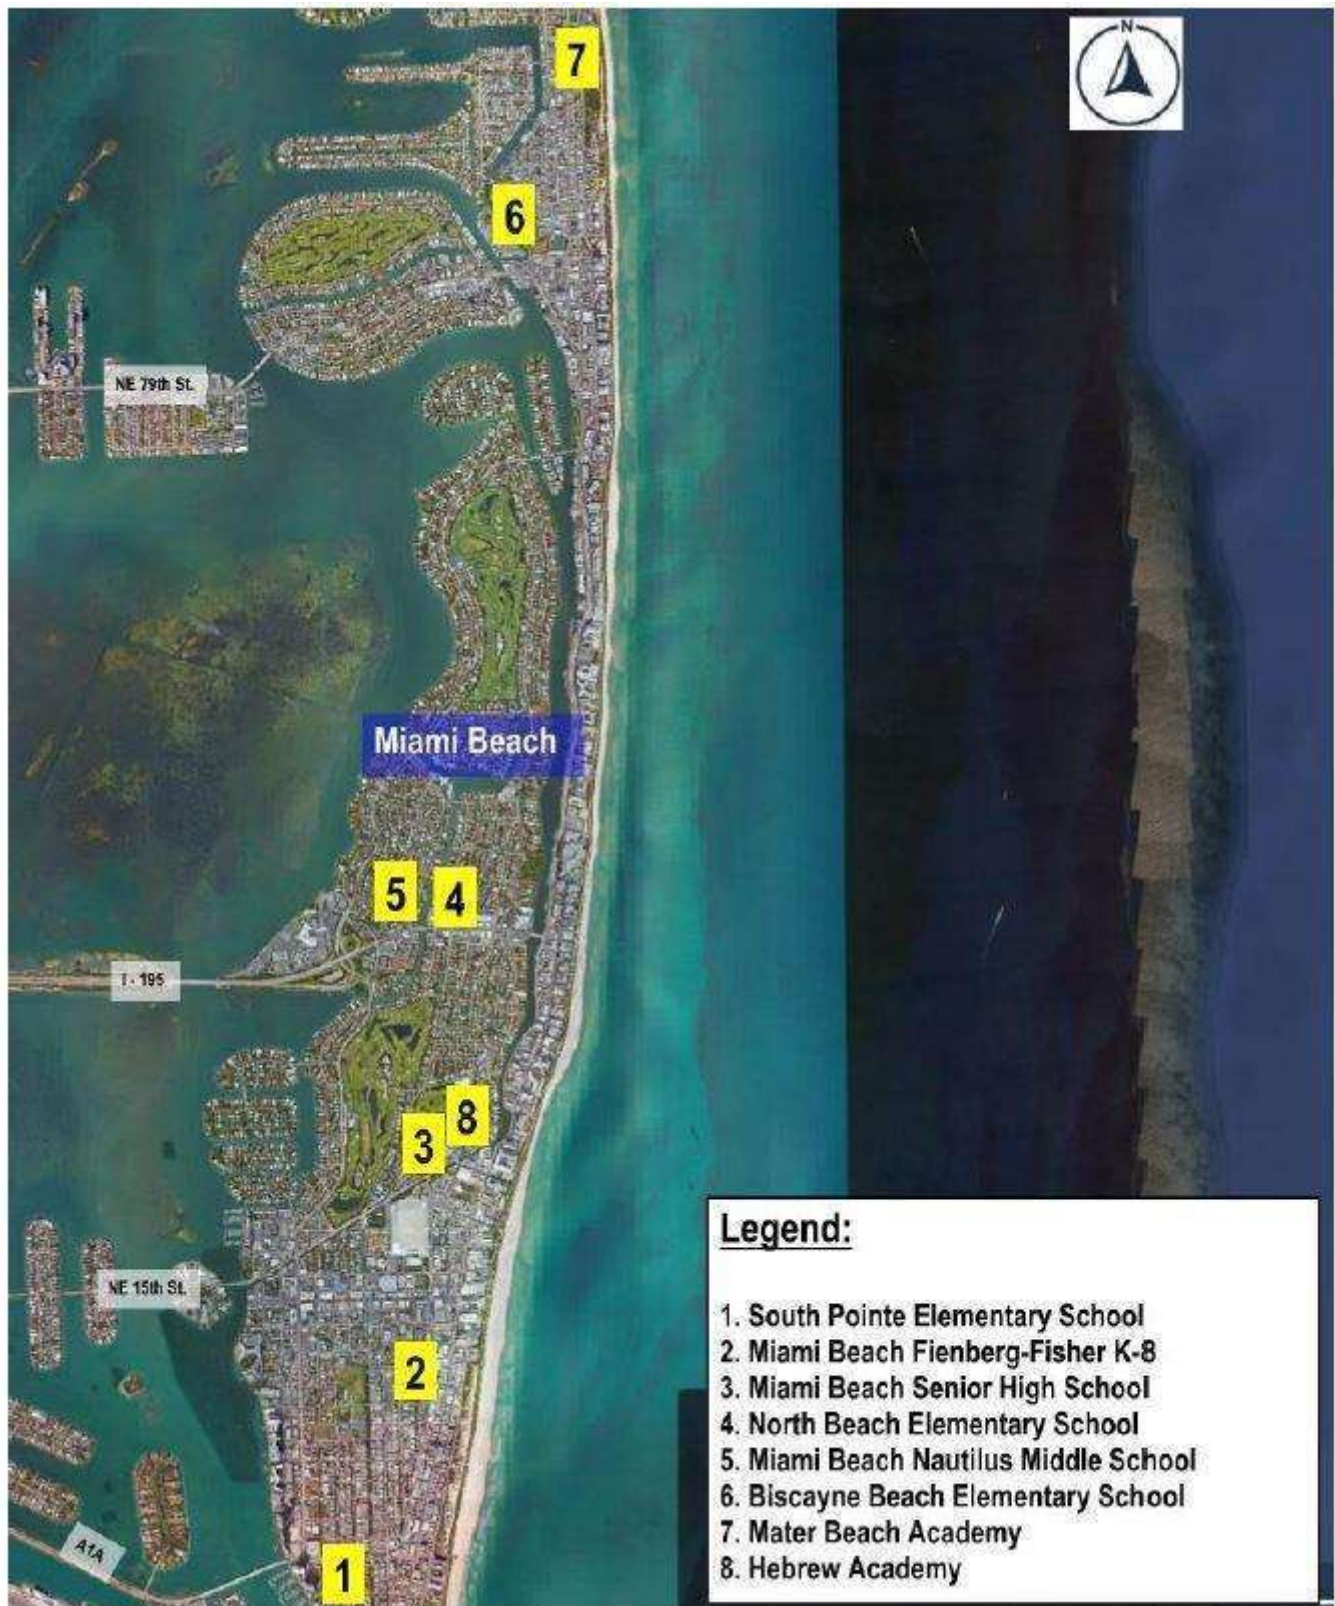 N
7
6
NE 79th St.
Miami Beach
5
4
I - 195
8
3
NE 15th St.
2
A1A
1
Legend:
1. South Pointe Elementary School
2. Miami Beach Fienberg-Fisher K-8
3. Miami Beach Senior High School
4. North Beach Elementary School
5. Miami Beach Nautilus Middle School
6. Biscayne Beach Elementary School
7. Mater Beach Academy
8. Hebrew Academy